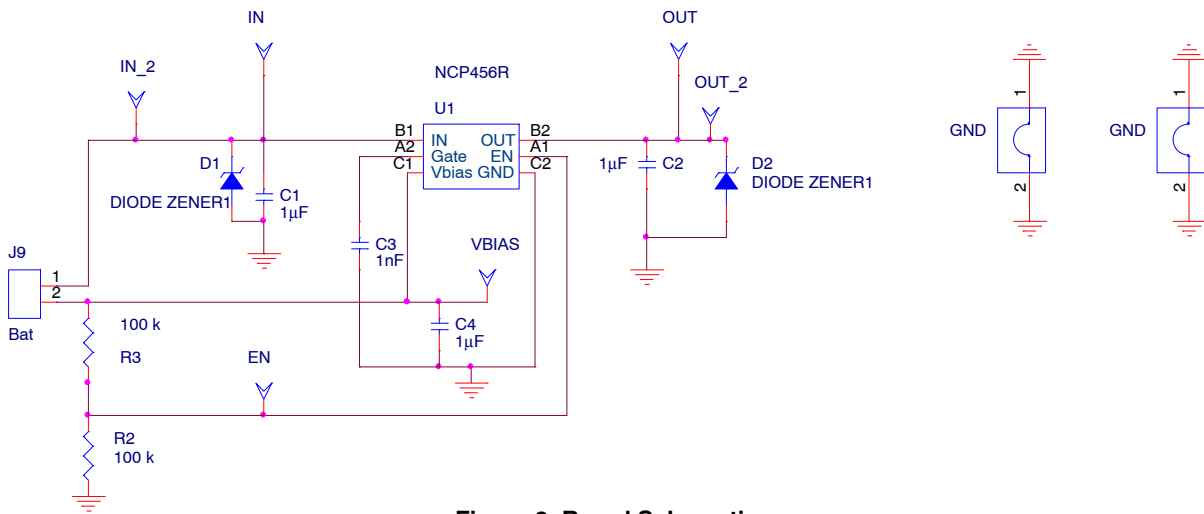 IN
OUT
IN_2
NCP456R
OUT_2
U1
B1 IN OUT B2
A2 Gate EN A1
C1 Vbias GND C2
D1
DIODE ZENER1
C1
1μF
1μF C2
D2
DIODE ZENER1
GND
1
2
GND
1
2
C3
1nF
VBIAS
J9
1
2
Bat
100 k
R3
C4
1μF
EN
R2
100 k